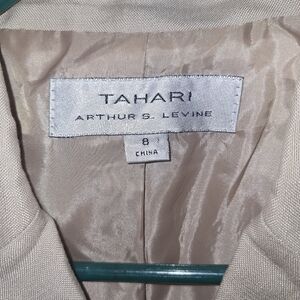 TAHARI
ARTHUR S. LEVINE
8
CHINA